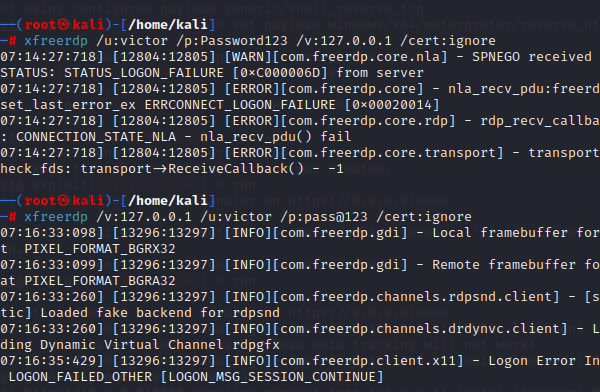 ] Using configured payload generic/shell_reverse_tcp
──(root㉿kali)-[/home/kali]
─# xfreerdp /u:victor /p:Password123 /v:127.0.0.1 /cert:ignore
07:14:27:718] [12804:12805] [WARN][com.freerdp.core.nla] - SPNEGO received
STATUS: STATUS_LOGON_FAILURE [0×C000006D] from server
07:14:27:718] [12804:12805] [ERROR][com.freerdp.core] - nla_recv_pdu:freerd
set_last_error_ex ERRCONNECT_LOGON_FAILURE [0×00020014]
07:14:27:718] [12804:12805] [ERROR][com.freerdp.core.rdp] - rdp_recv_callba
: CONNECTION_STATE_NLA - nla_recv_pdu() fail
07:14:27:718] [12804:12805] [ERROR][com.freerdp.core.transport] - transport
heck_fds: transport→ReceiveCallback() - -1
──(root㉿kali)-[/home/kali]
─# xfreerdp /v:127.0.0.1 /u:victor /p:pass@123 /cert:ignore
07:16:33:098] [13296:13297] [INFO][com.freerdp.gdi] - Local framebuffer for
t PIXEL_FORMAT_BGRX32
07:16:33:099] [13296:13297] [INFO][com.freerdp.gdi] - Remote framebuffer fo
at PIXEL_FORMAT_BGRA32
07:16:33:260] [13296:13297] [INFO][com.freerdp.channels.rdpsnd.client] - [s
tic] Loaded fake backend for rdpsnd
07:16:33:260] [13296:13297] [INFO][com.freerdp.channels.drdynvc.client] - L
ding Dynamic Virtual Channel rdpgfx
07:16:35:429] [13296:13297] [INFO][com.freerdp.client.x11] - Logon Error In
 LOGON_FAILED_OTHER [LOGON_MSG_SESSION_CONTINUE]